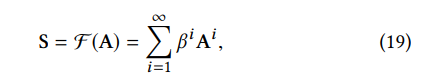 S = ℱ(A) = ∑_{i=1}^{∞} β^i A^i, (19)